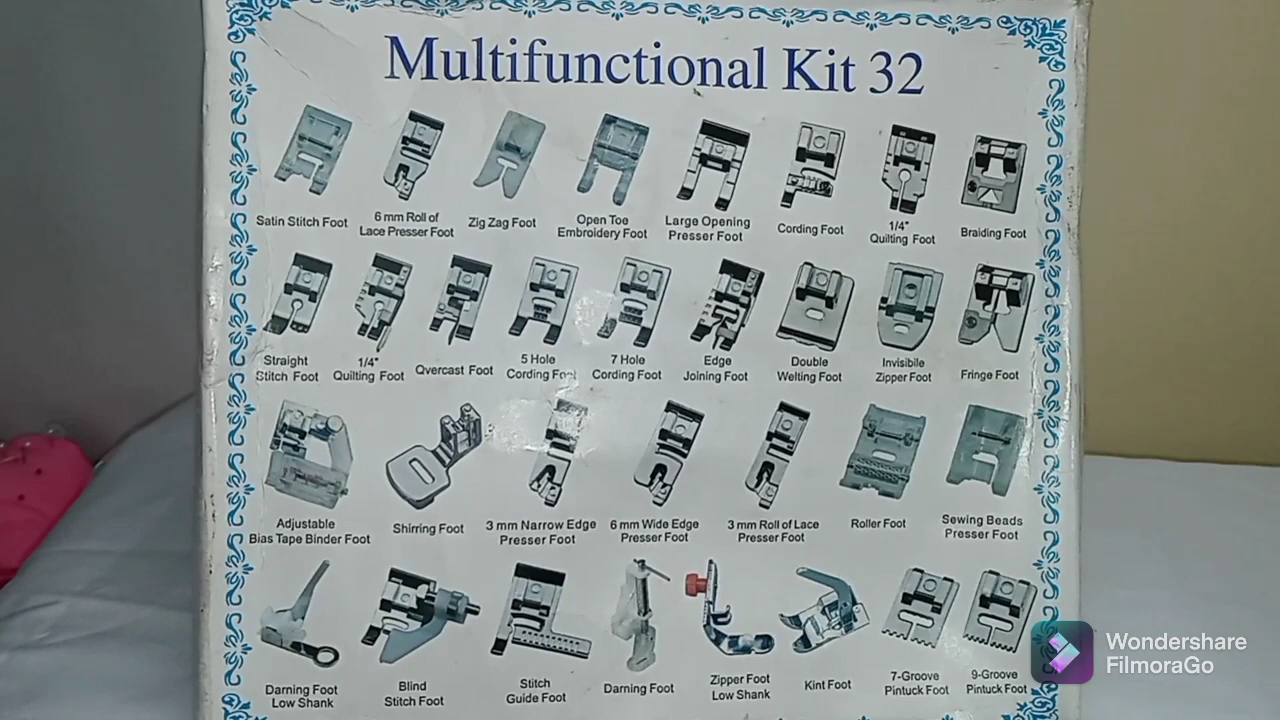 Multifunctional Kit 32
Satin Stitch Foot
6 mm Roll of
Lace Presser Foot
Zig Zag Foot
Open Toe
Embroidery Foot
Large Opening
Presser Foot
Cording Foot
1/4"
Quilting Foot
Braiding Foot
Straight
Stitch Foot
1/4"
Quilting Foot
Overcast Foot
5 Hole
Cording Foot
7 Hole
Cording Foot
Edge
Joining Foot
Double
Welting Foot
Invisibile
Zipper Foot
Fringe Foot
Adjustable
Bias Tape Binder Foot
Shirring Foot
3 mm Narrow Edge
Presser Foot
6 mm Wide Edge
Presser Foot
3 mm Roll of Lace
Presser Foot
Roller Foot
Sewing Beads
Presser Foot
Darning Foot
Low Shank
Blind
Stitch Foot
Stitch
Guide Foot
Darning Foot
Zipper Foot
Low Shank
Kint Foot
7-Groove
Pintuck Foot
9-Groove
Pintuck Foot
Wondershare
FilmoraGo